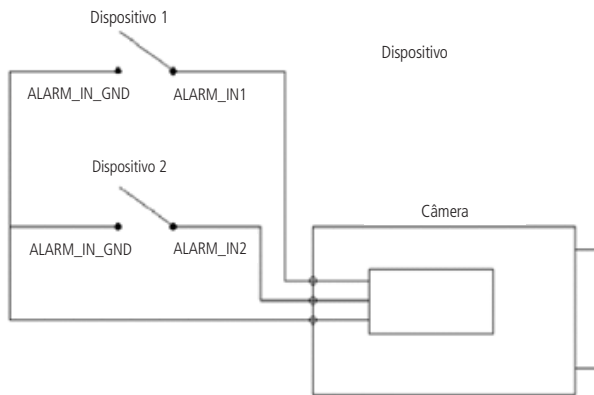 Dispositivo 1
Dispositivo
ALARM_IN_GND
ALARM_IN1
Dispositivo 2
Câmera
ALARM_IN_GND
ALARM_IN2